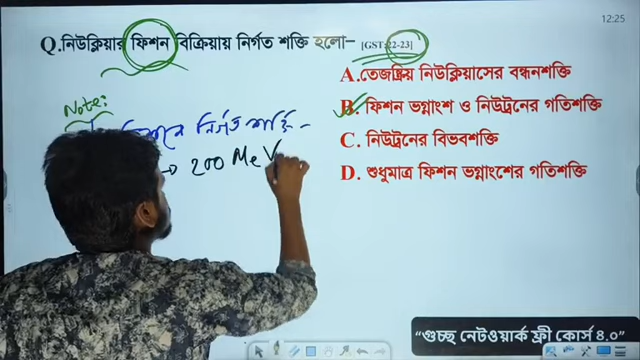 12:25
Q.নিউক্লিয়ার ফিশন বিক্রিয়ায় নির্গত শক্তি হলো– [GST:22-23]
A.তেজষ্ক্রিয় নিউক্লিয়াসের বন্ধনশক্তি
Note:
B. ফিশন ভগ্নাংশ ও নিউট্রনের গতিশক্তি
নির্গত শক্তি –
C. নিউট্রনের বিভবশক্তি
→ 200 MeV
D. শুধুমাত্র ফিশন ভগ্নাংশের গতিশক্তি
"গুচ্ছ নেটওয়ার্ক ফ্রী কোর্স ৪.০"